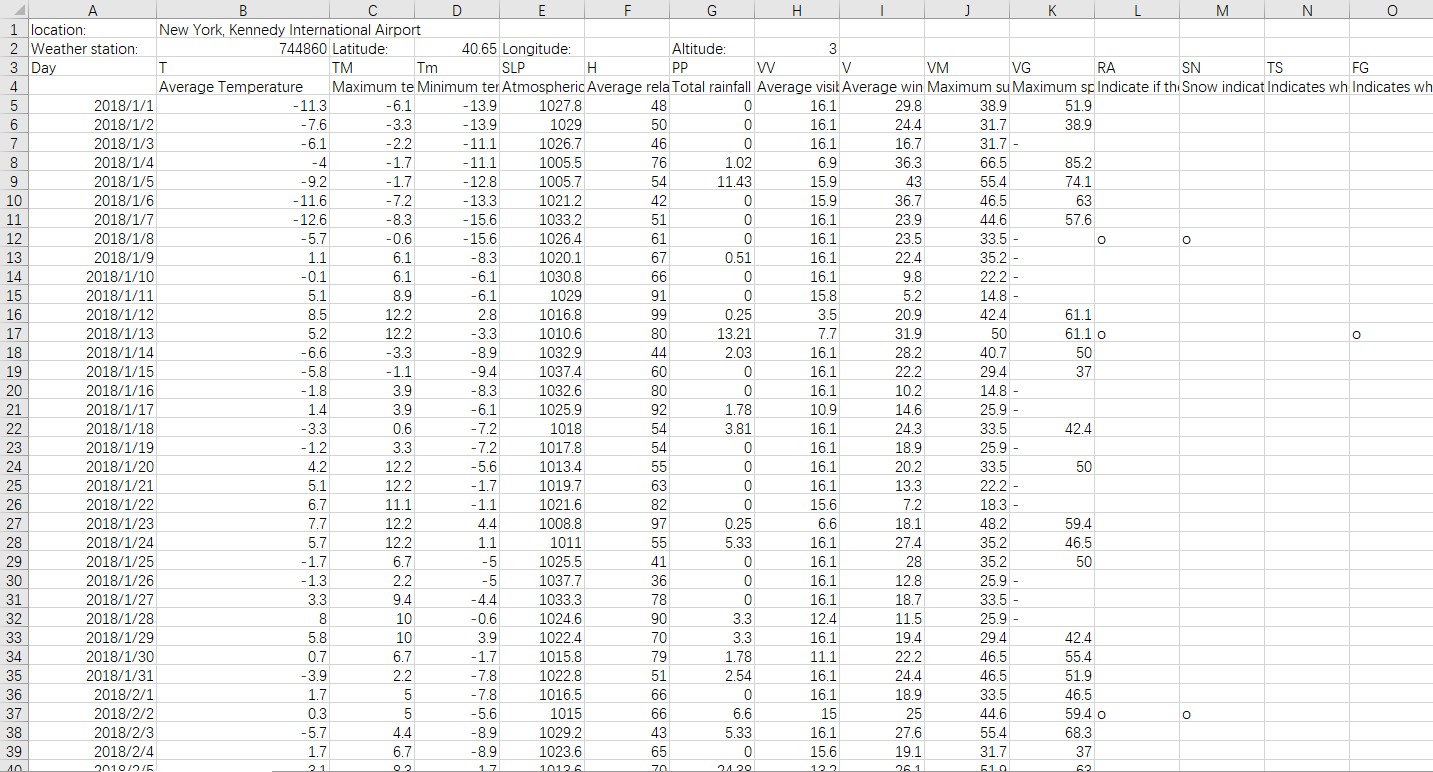 A B C D E F G H I J K L M N O
1 location: New York, Kennedy International Airport
2 Weather station: 744860 Latitude: 40.65 Longitude: Altitude: 3
3 Day T TM Tm SLP H PP VV V VM VG RA SN TS FG
4 Average Temperature Maximum te Minimum ter Atmospheric Average rela Total rainfall Average visib Average win Maximum su Maximum sp Indicate if th Snow indicat Indicates wh Indicates wh
5 2018/1/1 -11.3 -6.1 -13.9 1027.8 48 0 16.1 29.8 38.9 51.9
6 2018/1/2 -7.6 -3.3 -13.9 1029 50 0 16.1 24.4 31.7 38.9
7 2018/1/3 -6.1 -2.2 -11.1 1026.7 46 0 16.1 16.7 31.7 -
8 2018/1/4 -4 -1.7 -11.1 1005.5 76 1.02 6.9 36.3 66.5 85.2
9 2018/1/5 -9.2 -1.7 -12.8 1005.7 54 11.43 15.9 43 55.4 74.1
10 2018/1/6 -11.6 -7.2 -13.3 1021.2 42 0 15.9 36.7 46.5 63
11 2018/1/7 -12.6 -8.3 -15.6 1033.2 51 0 16.1 23.9 44.6 57.6
12 2018/1/8 -5.7 -0.6 -15.6 1026.4 61 0 16.1 23.5 33.5 - o o
13 2018/1/9 1.1 6.1 -8.3 1020.1 67 0.51 16.1 22.4 35.2 -
14 2018/1/10 -0.1 6.1 -6.1 1030.8 66 0 16.1 9.8 22.2 -
15 2018/1/11 5.1 8.9 -6.1 1029 91 0 15.8 5.2 14.8 -
16 2018/1/12 8.5 12.2 2.8 1016.8 99 0.25 3.5 20.9 42.4 61.1
17 2018/1/13 5.2 12.2 -3.3 1010.6 80 13.21 7.7 31.9 50 61.1 o o
18 2018/1/14 -6.6 -3.3 -8.9 1032.9 44 2.03 16.1 28.2 40.7 50
19 2018/1/15 -5.8 -1.1 -9.4 1037.4 60 0 16.1 22.2 29.4 37
20 2018/1/16 -1.8 3.9 -8.3 1032.6 80 0 16.1 10.2 14.8 -
21 2018/1/17 1.4 3.9 -6.1 1025.9 92 1.78 10.9 14.6 25.9 -
22 2018/1/18 -3.3 0.6 -7.2 1018 54 3.81 16.1 24.3 33.5 42.4
23 2018/1/19 -1.2 3.3 -7.2 1017.8 54 0 16.1 18.9 25.9 -
24 2018/1/20 4.2 12.2 -5.6 1013.4 55 0 16.1 20.2 33.5 50
25 2018/1/21 5.1 12.2 -1.7 1019.7 63 0 16.1 13.3 22.2 -
26 2018/1/22 6.7 11.1 -1.1 1021.6 82 0 15.6 7.2 18.3 -
27 2018/1/23 7.7 12.2 4.4 1008.8 97 0.25 6.6 18.1 48.2 59.4
28 2018/1/24 5.7 12.2 1.1 1011 55 5.33 16.1 27.4 35.2 46.5
29 2018/1/25 -1.7 6.7 -5 1025.5 41 0 16.1 28 35.2 50
30 2018/1/26 -1.3 2.2 -5 1037.7 36 0 16.1 12.8 25.9 -
31 2018/1/27 3.3 9.4 -4.4 1033.3 78 0 16.1 18.7 33.5 -
32 2018/1/28 8 10 -0.6 1024.6 90 3.3 12.4 11.5 25.9 -
33 2018/1/29 5.8 10 3.9 1022.4 70 3.3 16.1 19.4 29.4 42.4
34 2018/1/30 0.7 6.7 -1.7 1015.8 79 1.78 11.1 22.2 46.5 55.4
35 2018/1/31 -3.9 2.2 -7.8 1022.8 51 2.54 16.1 24.4 46.5 51.9
36 2018/2/1 1.7 5 -7.8 1016.5 66 0 16.1 18.9 33.5 46.5
37 2018/2/2 0.3 5 -5.6 1015 66 6.6 15 25 44.6 59.4 o o
38 2018/2/3 -5.7 4.4 -8.9 1029.2 43 5.33 16.1 27.6 55.4 68.3
39 2018/2/4 1.7 6.7 -8.9 1023.6 65 0 15.6 19.1 31.7 37
40 2018/2/5 3.1 1013.6 70 24.38 13.2 26.1 51.9